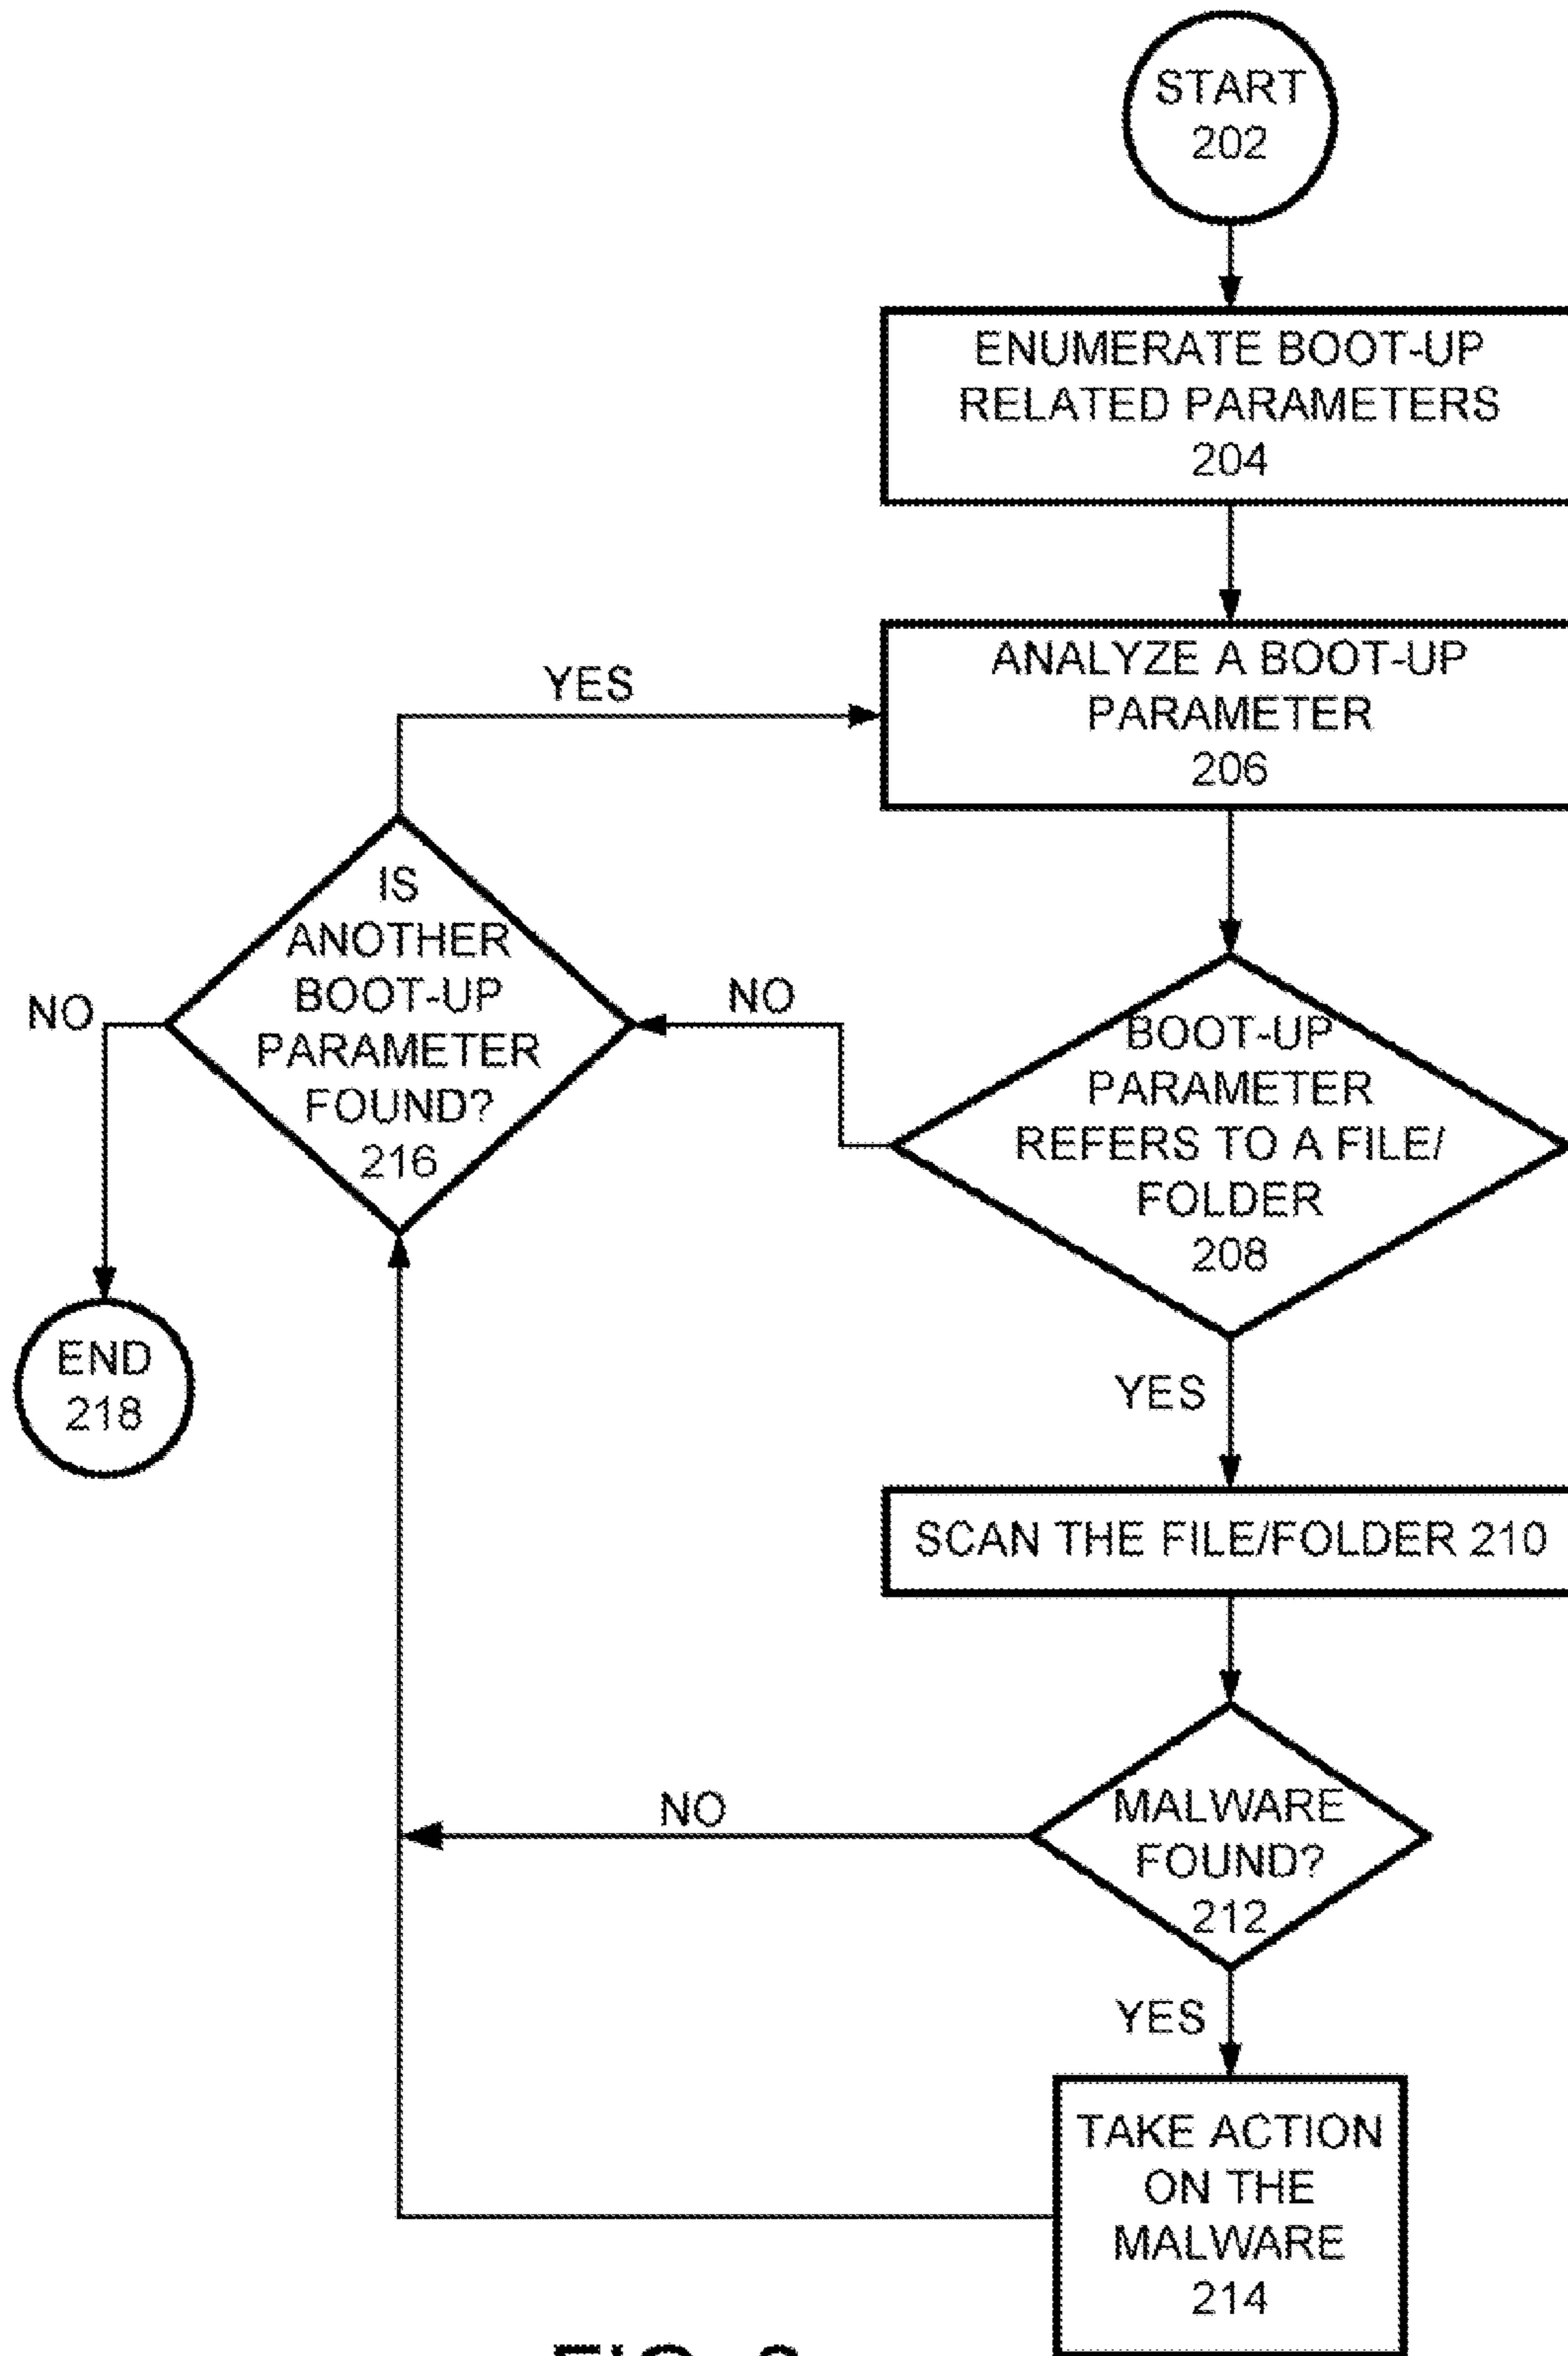 START
202
ENUMERATE BOOT-UP
RELATED PARAMETERS
204
YES
ANALYZE A BOOT-UP
PARAMETER
206
IS
ANOTHER
BOOT-UP
PARAMETER
FOUND?
216
NO
NO
BOOT-UP
PARAMETER
REFERS TO A FILE/
FOLDER
208
END
218
YES
SCAN THE FILE/FOLDER 210
NO
MALWARE
FOUND?
212
YES
TAKE ACTION
ON THE
MALWARE
214